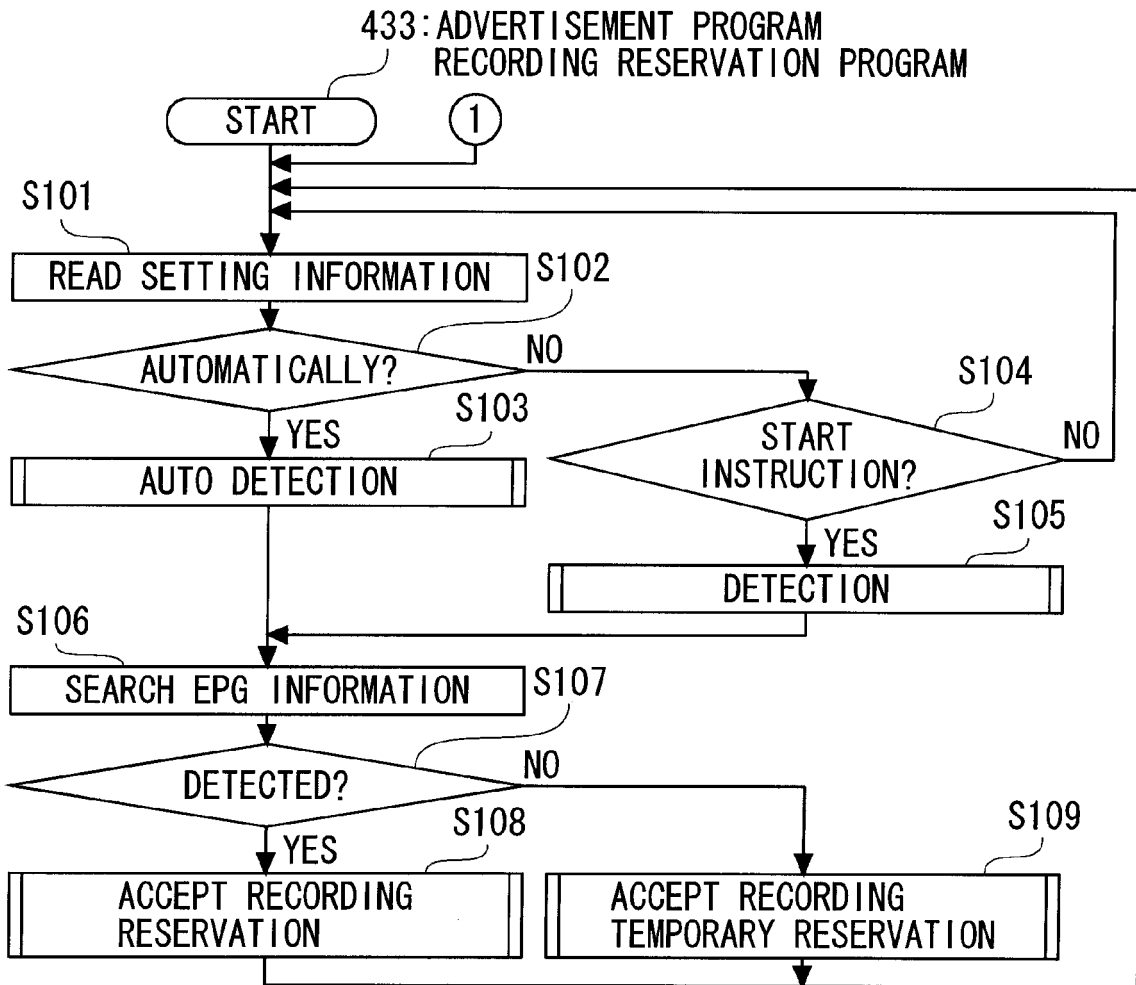 433:ADVERTISEMENT PROGRAM
RECORDING RESERVATION PROGRAM
START
1
S101
READ SETTING INFORMATION
S102
AUTOMATICALLY?
NO
S104
S103
YES
START
INSTRUCTION?
NO
AUTO DETECTION
S105
YES
DETECTION
S106
SEARCH EPG INFORMATION
S107
DETECTED?
NO
S108
S109
YES
ACCEPT RECORDING
RESERVATION
ACCEPT RECORDING
TEMPORARY RESERVATION